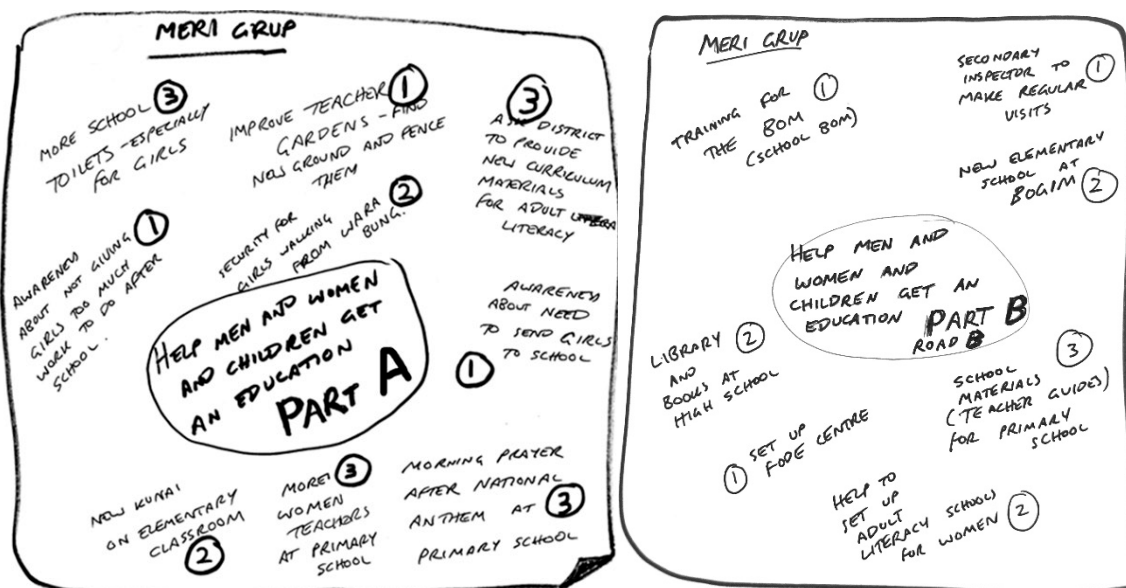 MERI GRUP
MORE SCHOOL 3
TOILETS - ESPECIALLY
FOR GIRLS
IMPROVE TEACHER 1
GARDENS - FIND
NEW GROUND AND FENCE
THEM
3
ASK DISTRICT
TO PROVIDE
NEW CURRICULUM
MATERIALS
FOR ADULT
LITERACY
AWARENESS 1
ABOUT NOT GIVING
GIRLS TOO MUCH
WORK TO DO AFTER
SCHOOL.
SECURITY FOR 2
GIRLS WALKING
FROM WARA
BUNG.
HELP MEN AND WOMEN
AND CHILDREN GET
AN EDUCATION
PART A
AWARENESS
ABOUT NEED
TO SEND GIRLS
TO SCHOOL
1
NEW KUNAI
ON ELEMENTARY
CLASSROOM
2
MORE 3
WOMEN
TEACHERS
AT PRIMARY
SCHOOL
MORNING PRAYER
AFTER NATIONAL
ANTHEM AT 3
PRIMARY SCHOOL
MERI GRUP
TRAINING FOR 1
THE BOM
(SCHOOL BOM)
SECONDARY
INSPECTOR TO 1
MAKE REGULAR
VISITS
NEW ELEMENTARY
SCHOOL AT
BOGIM 2
HELP MEN AND
WOMEN AND
CHILDREN GET AN
EDUCATION PART B
ROAD B
LIBRARY 2
AND
BOOKS AT
HIGH SCHOOL
SCHOOL 3
MATERIALS
(TEACHER GUIDES)
FOR PRIMARY
SCHOOL
1 SET UP
FODE CENTRE
HELP TO
SET UP
ADULT
LITERACY SCHOOL
FOR WOMEN 2